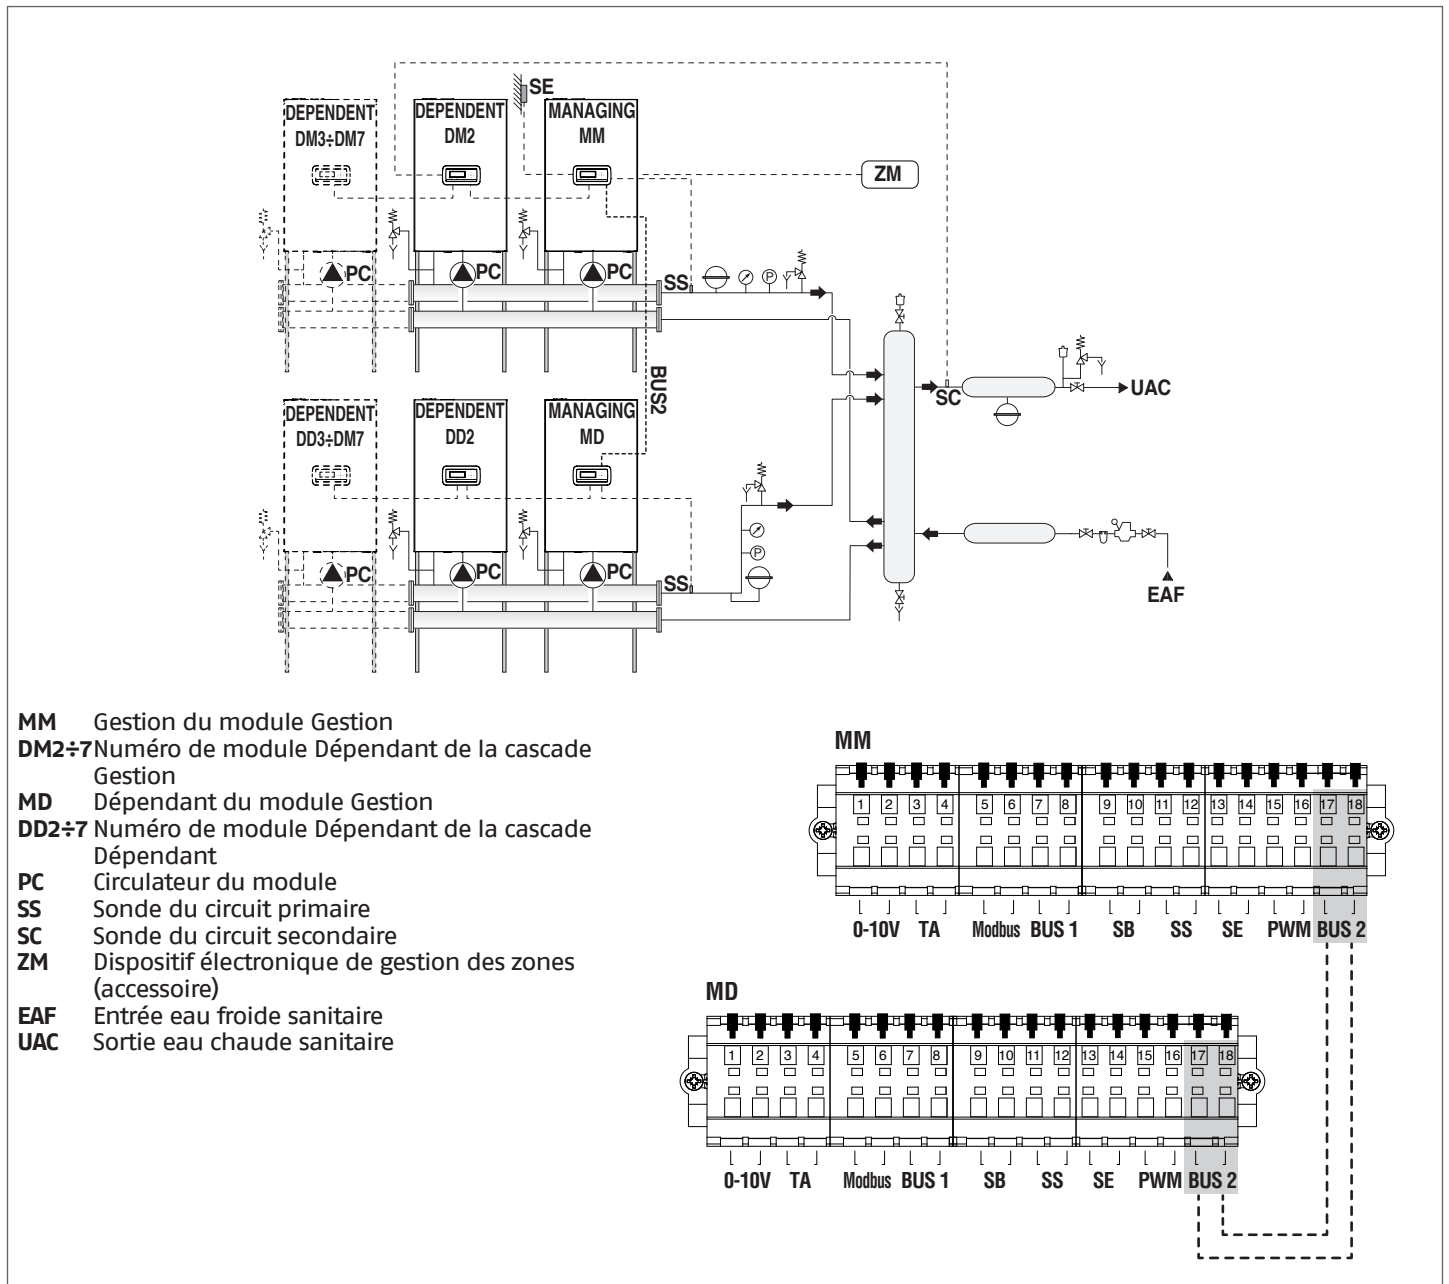 SE
DEPENDENT
DM3÷DM7
DEPENDENT
DM2
MANAGING
MM
ZM
PC
PC
PC
SS
P
BUS2
SC
UAC
DEPENDENT
DD3÷DM7
DEPENDENT
DD2
MANAGING
MD
P
PC
PC
PC
SS
EAF
MM Gestion du module Gestion
DM2÷7 Numéro de module Dépendant de la cascade
Gestion
MD Dépendant du module Gestion
DD2÷7 Numéro de module Dépendant de la cascade
Dépendant
PC Circulateur du module
SS Sonde du circuit primaire
SC Sonde du circuit secondaire
ZM Dispositif électronique de gestion des zones
(accessoire)
EAF Entrée eau froide sanitaire
UAC Sortie eau chaude sanitaire
MM
1 2 3 4 5 6 7 8 9 10 11 12 13 14 15 16 17 18
0-10V TA Modbus BUS 1 SB SS SE PWM BUS 2
MD
1 2 3 4 5 6 7 8 9 10 11 12 13 14 15 16 17 18
0-10V TA Modbus BUS 1 SB SS SE PWM BUS 2